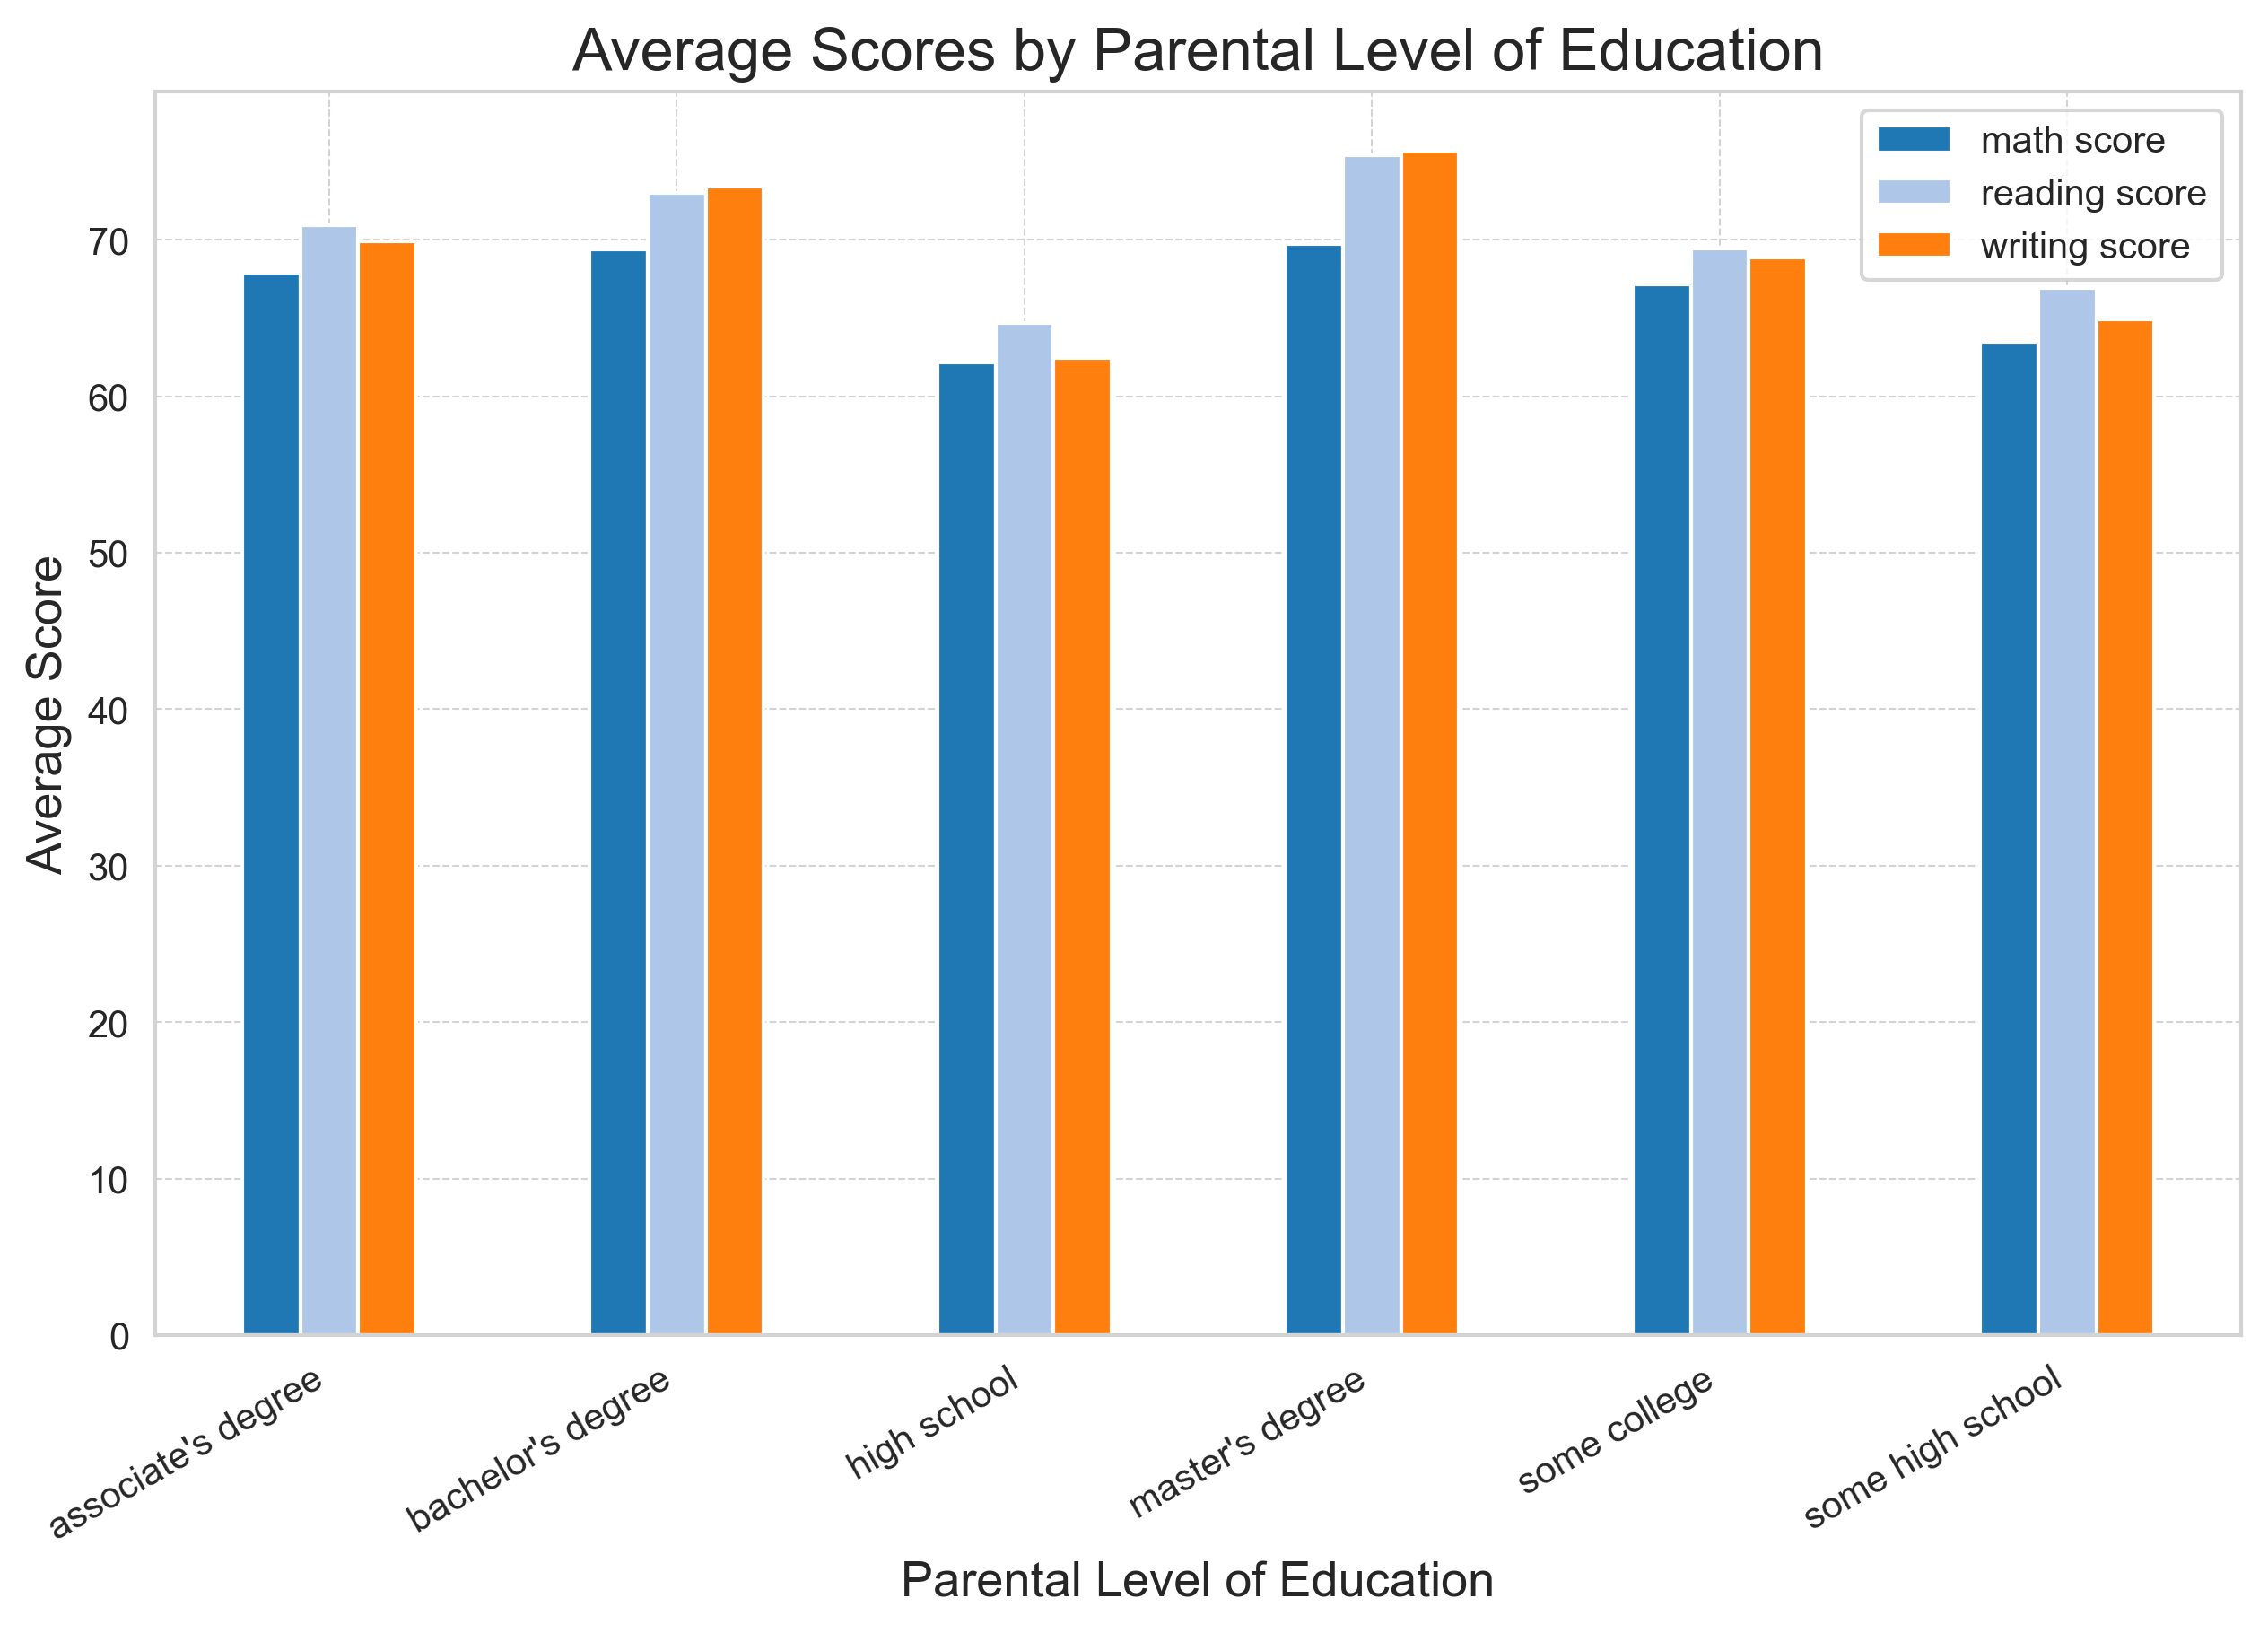 Average Scores by Parental Level of Education
math score
reading score
writing score
Average Score
70
60
50
40
30
20
10
0
associate's degree
bachelor's degree
high school
master's degree
some college
some high school
Parental Level of Education